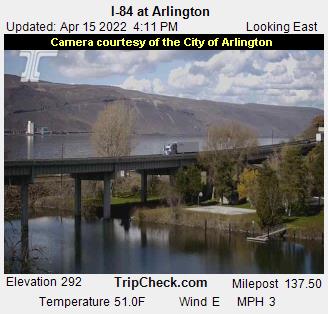 I-84 at Arlington
Updated: Apr 15 2022 4:11 PM Looking East
Camera courtesy of the City of Arlington
Elevation 292 TripCheck.com Milepost 137.50
Temperature 51.0F Wind E MPH 3